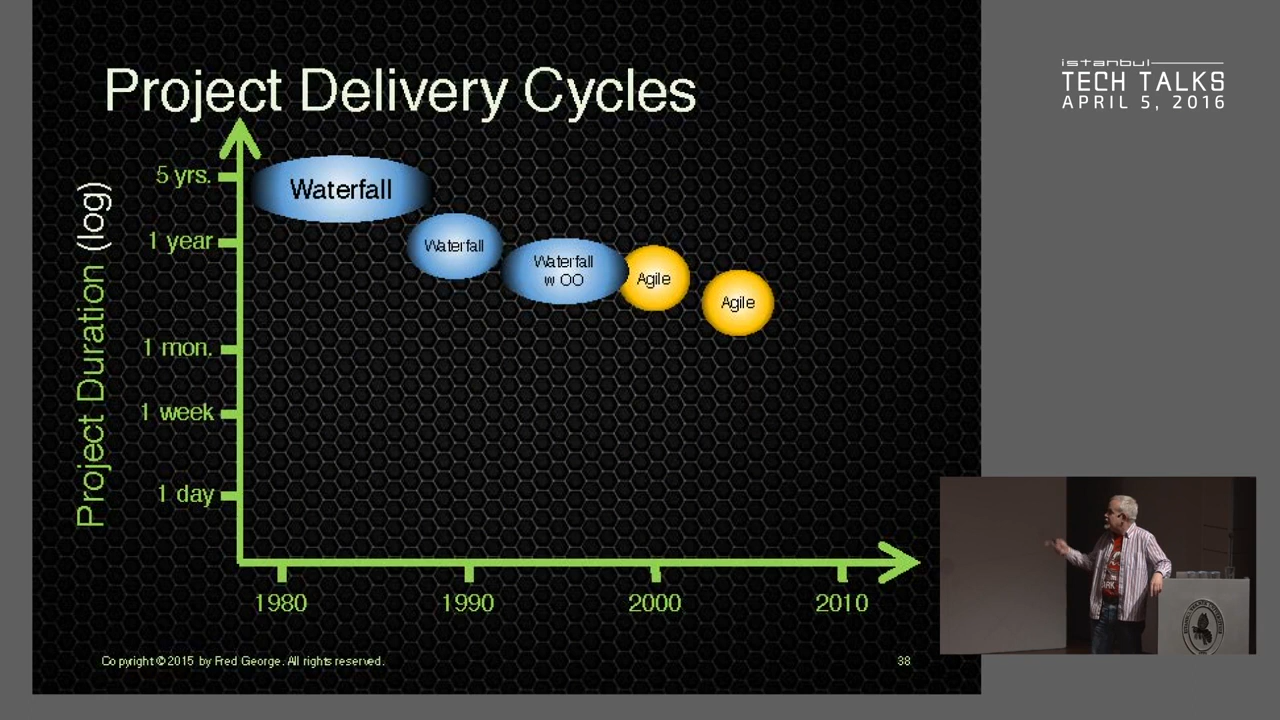 Project Delivery Cycles
istanbul
TECH TALKS
APRIL 5, 2016
Project Duration (log)
5 yrs.
1 year
1 mon.
1 week
1 day
Waterfall
Waterfall
Waterfall
w OO
Agile
Agile
1980
1990
2000
2010
Copyright © 2015 by Fred George. All rights reserved.
38